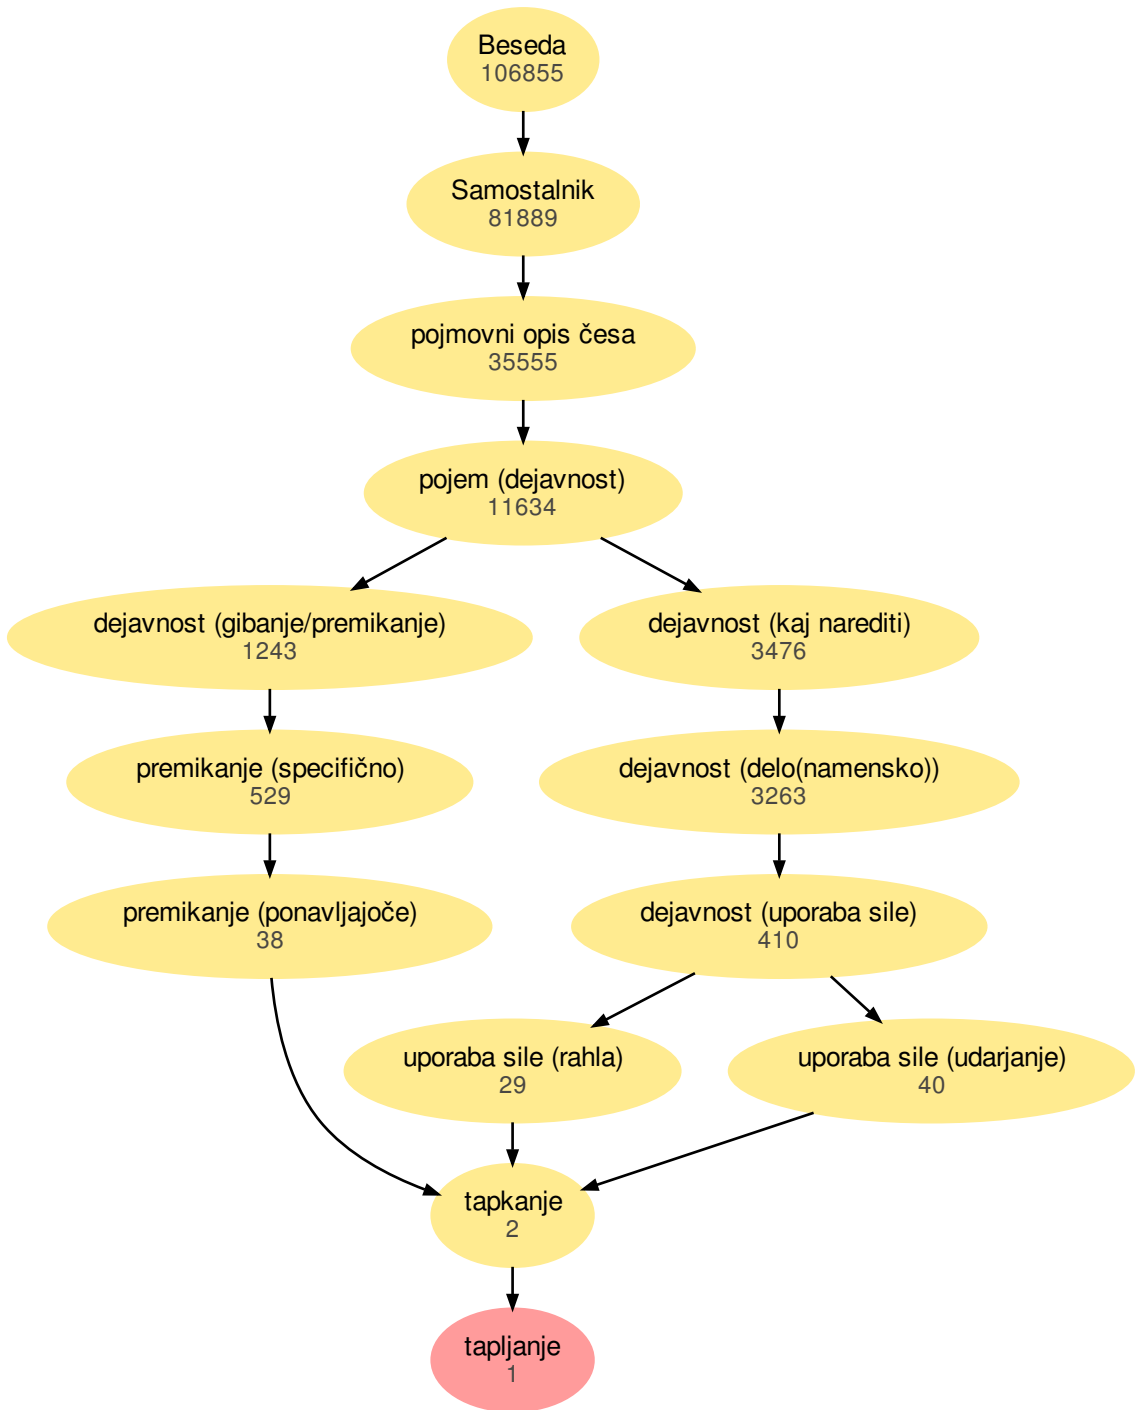 Beseda
106855
Samostalnik
81889
pojmovni opis česa
35555
pojem (dejavnost)
11634
dejavnost (gibanje/premikanje)
1243
dejavnost (kaj narediti)
3476
premikanje (specifično)
529
dejavnost (delo(namensko))
3263
premikanje (ponavljajoče)
38
dejavnost (uporaba sile)
410
uporaba sile (rahla)
29
uporaba sile (udarjanje)
40
tapkanje
2
tapljanje
1